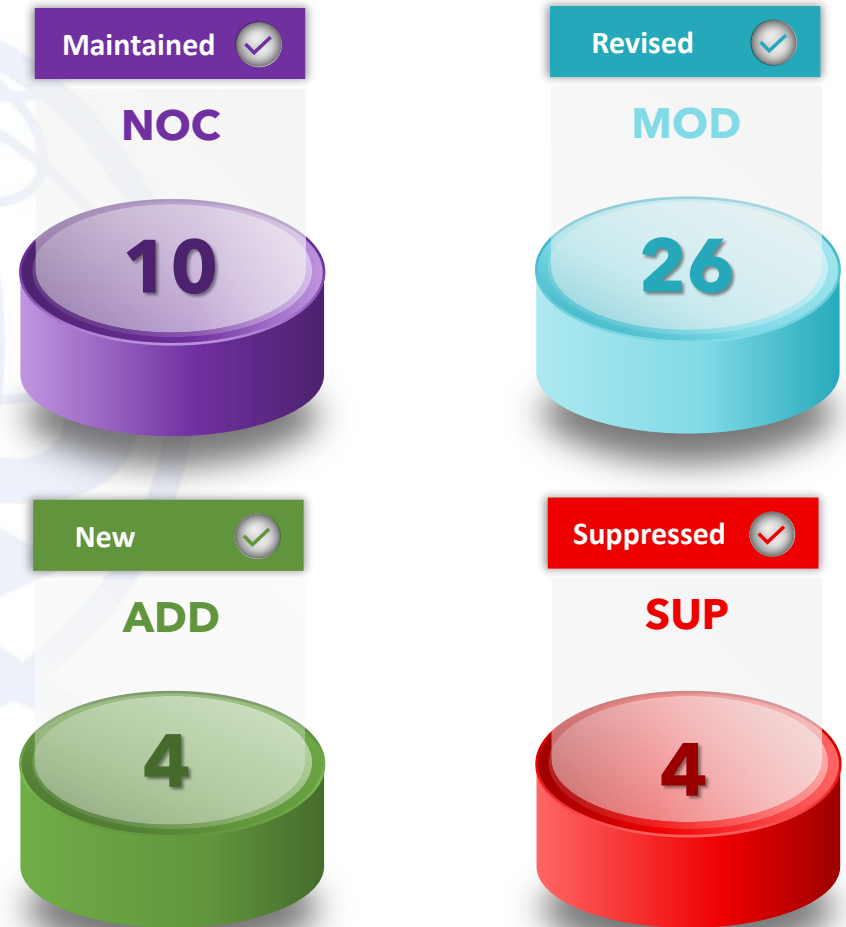 Maintained
NOC
10
Revised
MOD
26
New
ADD
4
Suppressed
SUP
4